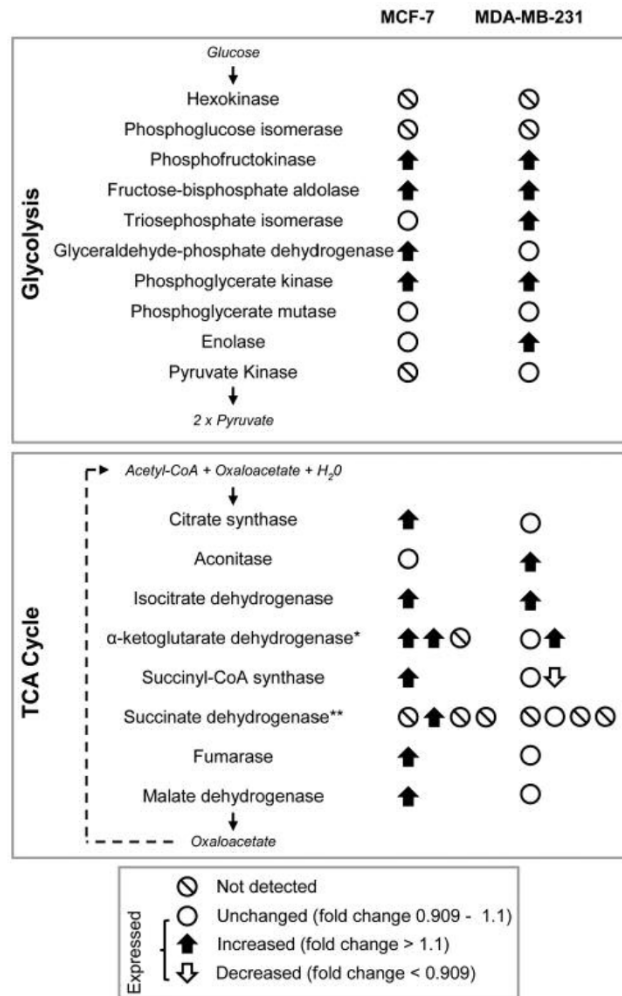 MCF-7 MDA-MB-231
Glycolysis
Glucose
Hexokinase
Phosphoglucose isomerase
Phosphofructokinase
Fructose-bisphosphate aldolase
Triosephosphate isomerase
Glyceraldehyde-phosphate dehydrogenase
Phosphoglycerate kinase
Phosphoglycerate mutase
Enolase
Pyruvate Kinase
2 x Pyruvate
TCA Cycle
Acetyl-CoA + Oxaloacetate + H₂0
Citrate synthase
Aconitase
Isocitrate dehydrogenase
α-ketoglutarate dehydrogenase*
Succinyl-CoA synthase
Succinate dehydrogenase**
Fumarase
Malate dehydrogenase
Oxaloacetate
Not detected
Expressed
Unchanged (fold change 0.909 - 1.1)
Increased (fold change > 1.1)
Decreased (fold change < 0.909)